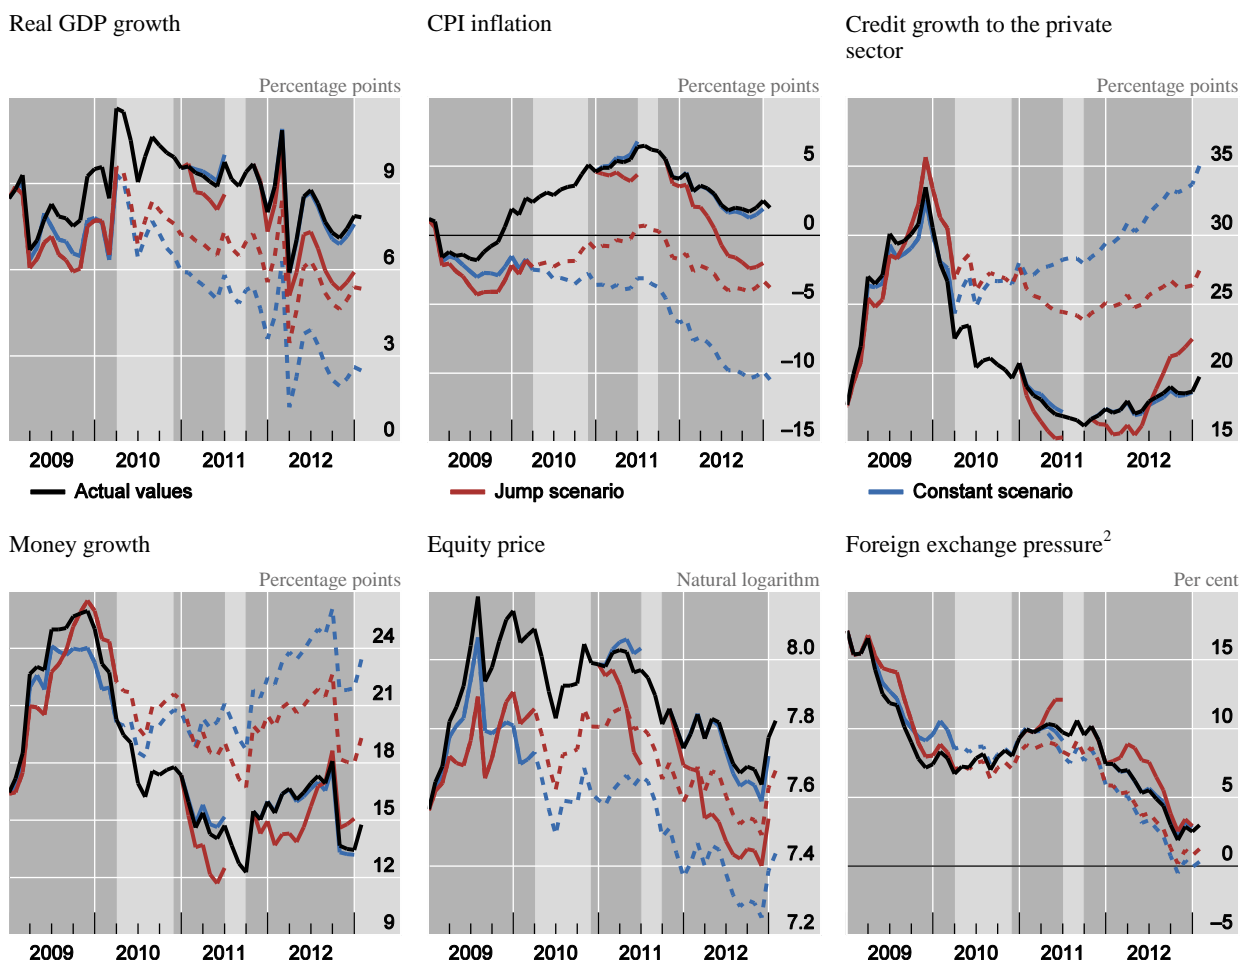 Real GDP growth
CPI inflation
Credit growth to the private
sector
Percentage points
Percentage points
Percentage points
9
6
3
0
2009 2010 2011 2012
5
0
–5
–10
–15
2009 2010 2011 2012
35
30
25
20
15
2009 2010 2011 2012
Actual values
Jump scenario
Constant scenario
Money growth
Equity price
Foreign exchange pressure2
Percentage points
Natural logarithm
Per cent
24
21
18
15
12
9
2009 2010 2011 2012
8.0
7.8
7.6
7.4
7.2
2009 2010 2011 2012
15
10
5
0
–5
2009 2010 2011 2012